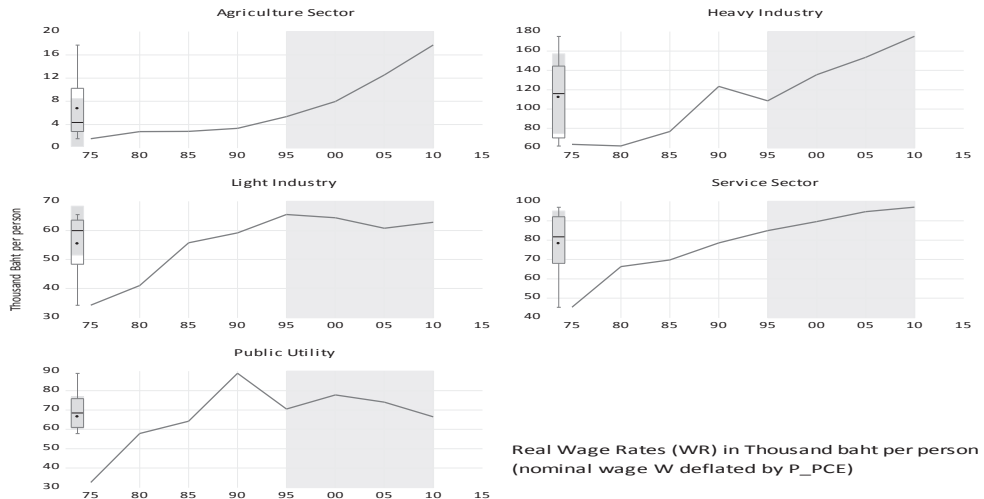 Agriculture Sector
20
16
12
8
4
0
75 80 85 90 95 00 05 10 15
Heavy Industry
180
160
140
120
100
80
60
75 80 85 90 95 00 05 10 15
Thousand Baht per person
Light Industry
70
60
50
40
30
75 80 85 90 95 00 05 10 15
Service Sector
100
90
80
70
60
50
40
75 80 85 90 95 00 05 10 15
Public Utility
90
80
70
60
50
40
30
75 80 85 90 95 00 05 10 15
Real Wage Rates (WR) in Thousand baht per person
(nominal wage W deflated by P_PCE)